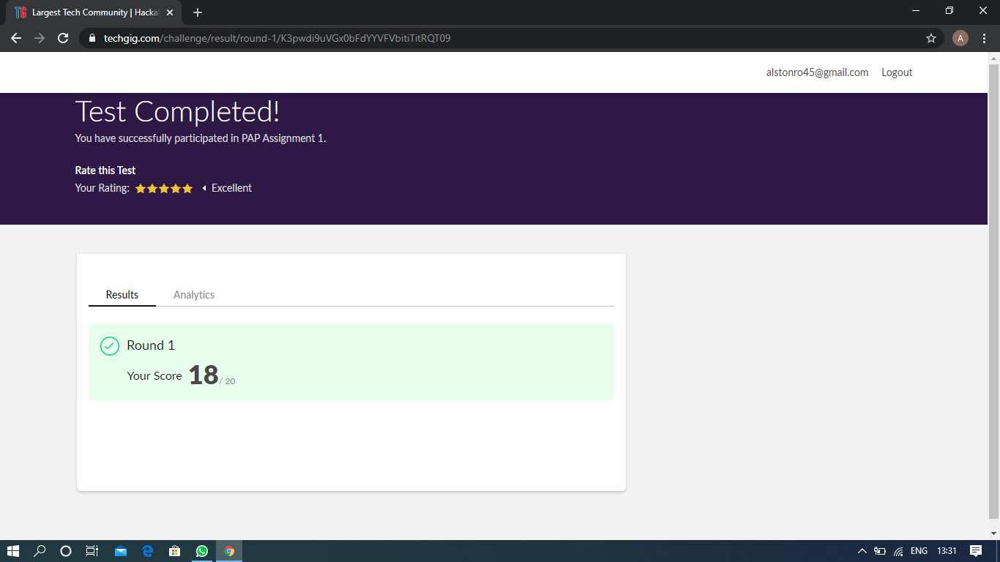 Largest Tech Community | Hacka
techgig.com/challenge/result/round-1/K3pwdi9uVGx0bFdYYVFVbitiTitRQT09
A
alstonro45@gmail.com Logout
Test Completed!
You have successfully participated in PAP Assignment 1.
Rate this Test
Your Rating: Excellent
Results Analytics
Round 1
Your Score 18/ 20
ENG 13:31